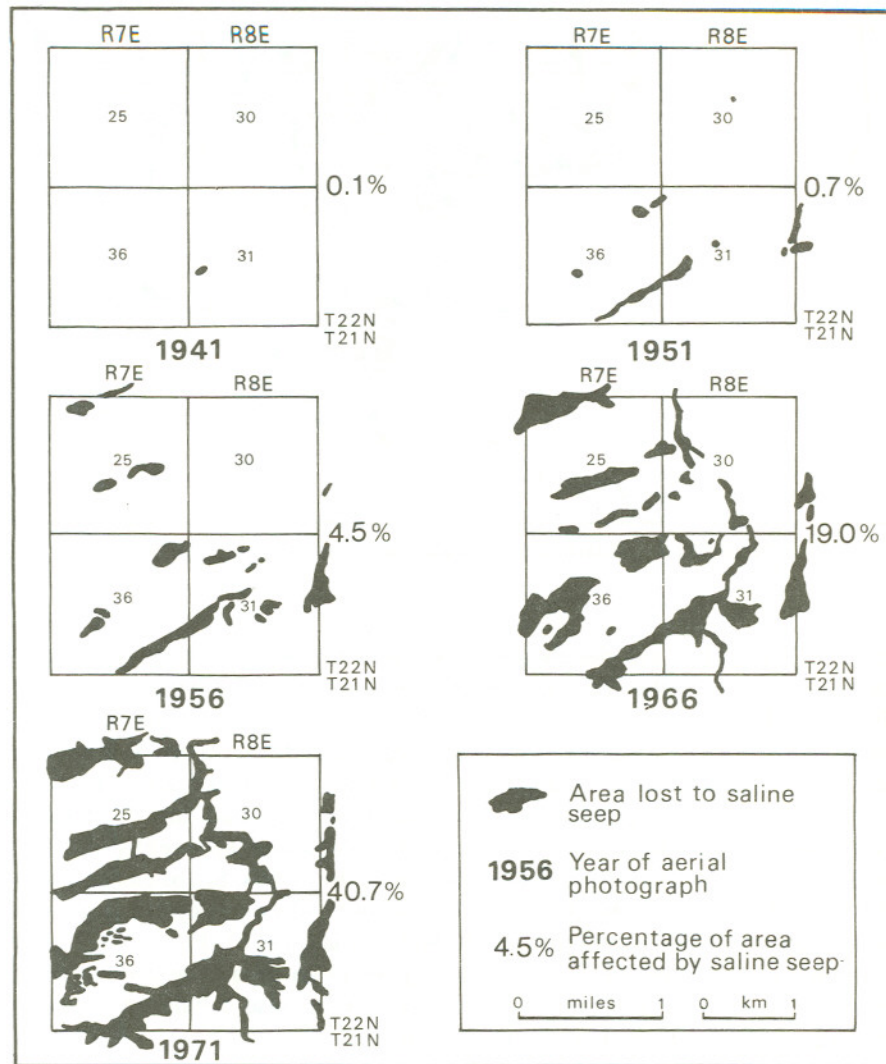 R7E R8E
25 30
0.1%
36 31
T22N
T21N
1941
R7E R8E
25 30
0.7%
36 31
T22N
T21N
1951
R7E R8E
25 30
4.5%
36 31
T22N
T21N
1956
R7E R8E
25 30
19.0%
36 31
T22N
T21N
1966
R7E R8E
25 30
40.7%
36 31
T22N
T21N
1971
Area lost to saline
seep
1956 Year of aerial
photograph
4.5% Percentage of area
affected by saline seep
0 miles 1 0 km 1